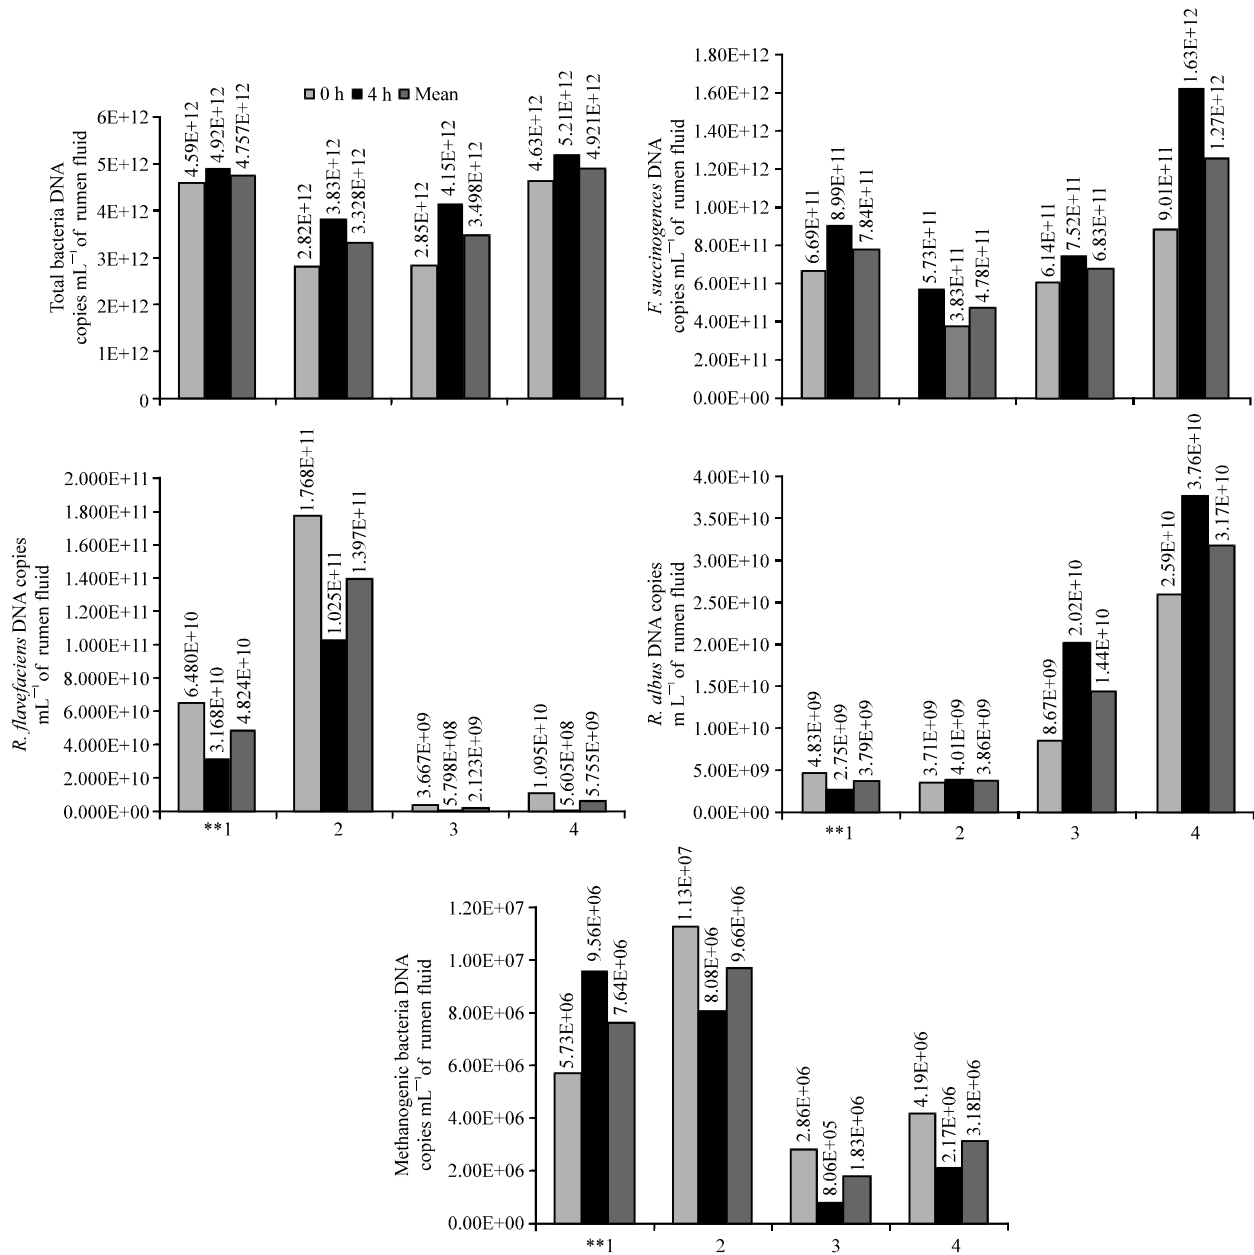 0 h 4 h Mean
Total bacteria DNA
copies mL⁻¹ of rumen fluid
6E+12
5E+12
4E+12
3E+12
2E+12
1E+12
0
4.59E+12
4.92E+12
4.757E+12
2.82E+12
3.83E+12
3.328E+12
2.85E+12
4.15E+12
3.498E+12
4.63E+12
5.21E+12
4.921E+12
F. succinogences DNA
copies mL⁻¹ of rumen fluid
1.80E+12
1.60E+12
1.40E+12
1.20E+12
1.00E+12
8.00E+11
6.00E+11
4.00E+11
2.00E+11
0.00E+00
6.69E+11
8.99E+11
7.84E+11
5.73E+11
3.83E+11
4.78E+11
6.14E+11
7.52E+11
6.83E+11
9.01E+11
1.63E+12
1.27E+12
R. flavefaciens DNA copies
mL⁻¹ of rumen fluid
2.000E+11
1.800E+11
1.600E+11
1.400E+11
1.200E+11
1.000E+11
8.000E+10
6.000E+10
4.000E+10
2.000E+10
0.000E+00
6.480E+10
3.168E+10
4.824E+10
1.768E+11
1.025E+11
1.397E+11
3.667E+09
5.798E+08
2.123E+09
1.095E+10
5.605E+08
5.755E+09
**1 2 3 4
R. albus DNA copies
mL⁻¹ of rumen fluid
4.00E+10
3.50E+10
3.00E+10
2.50E+10
2.00E+10
1.50E+10
1.00E+10
5.00E+09
0.00E+00
4.83E+09
2.75E+09
3.79E+09
3.71E+09
4.01E+09
3.86E+09
8.67E+09
2.02E+10
1.44E+10
2.59E+10
3.76E+10
3.17E+10
**1 2 3 4
Methanogenic bacteria DNA
copies mL⁻¹ of rumen fluid
1.20E+07
1.00E+07
8.00E+06
6.00E+06
4.00E+06
2.00E+06
0.00E+00
5.73E+06
9.56E+06
7.64E+06
1.13E+07
8.08E+06
9.66E+06
2.86E+06
8.06E+05
1.83E+06
4.19E+06
2.17E+06
3.18E+06
**1 2 3 4